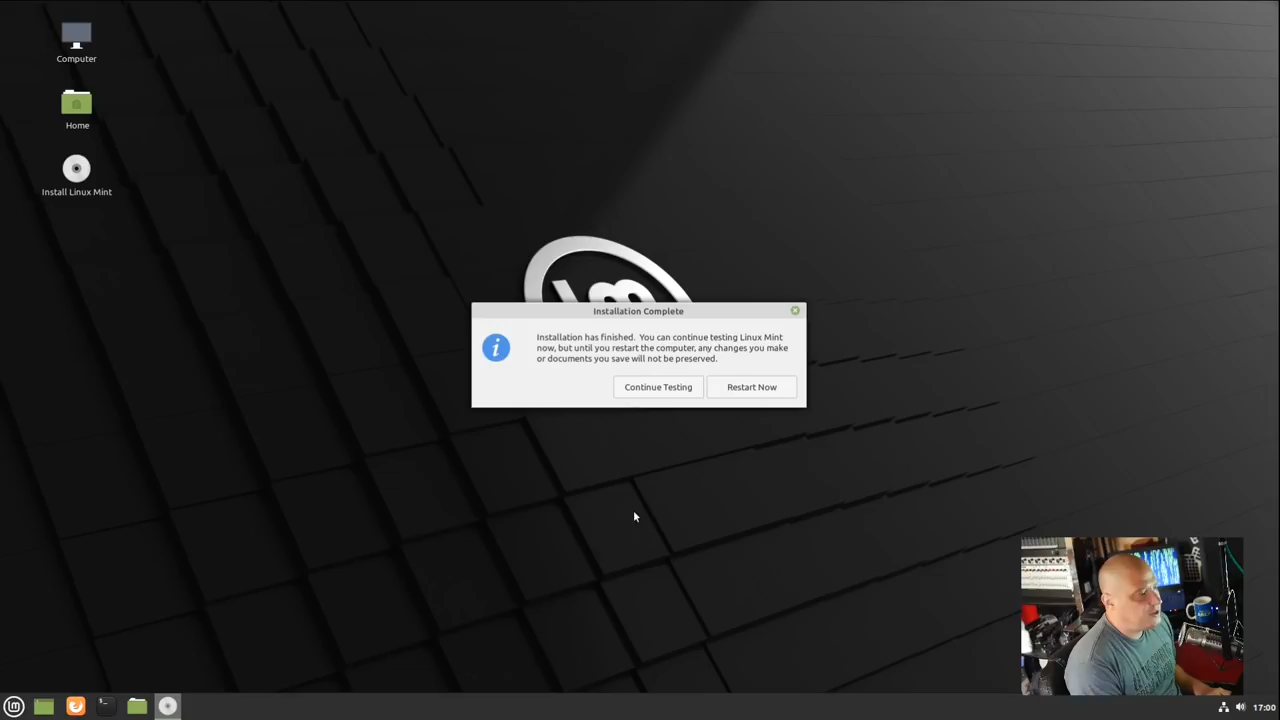 Computer
Home
Install Linux Mint
Installation Complete
Installation has finished. You can continue testing Linux Mint
now, but until you restart the computer, any changes you make
or documents you save will not be preserved.
Continue Testing
Restart Now
17:00